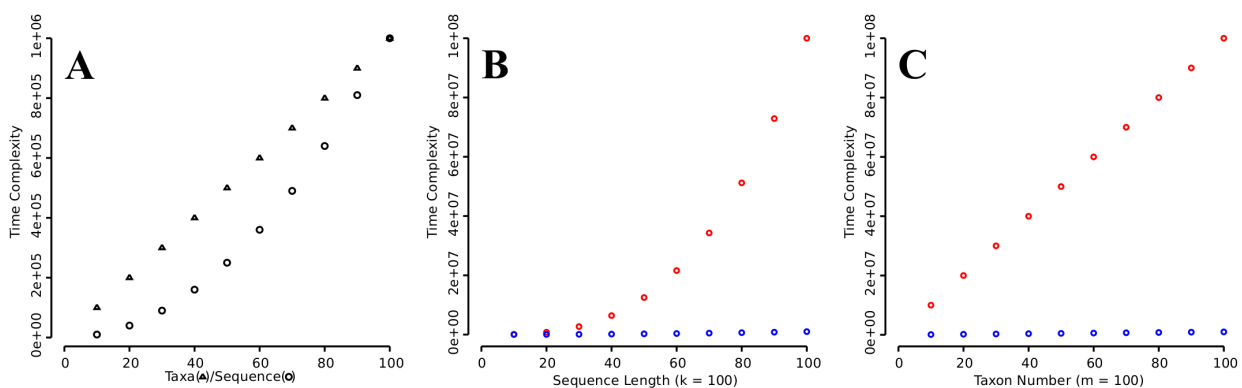 A
Time Complexity
0e+00 2e+05 4e+05 6e+05 8e+05 1e+06
0 20 40 60 80 100
Taxa(▵)/Sequence(o)
B
Time Complexity
0e+00 2e+07 4e+07 6e+07 8e+07 1e+08
0 20 40 60 80 100
Sequence Length (k = 100)
C
Time Complexity
0e+00 2e+07 4e+07 6e+07 8e+07 1e+08
0 20 40 60 80 100
Taxon Number (m = 100)